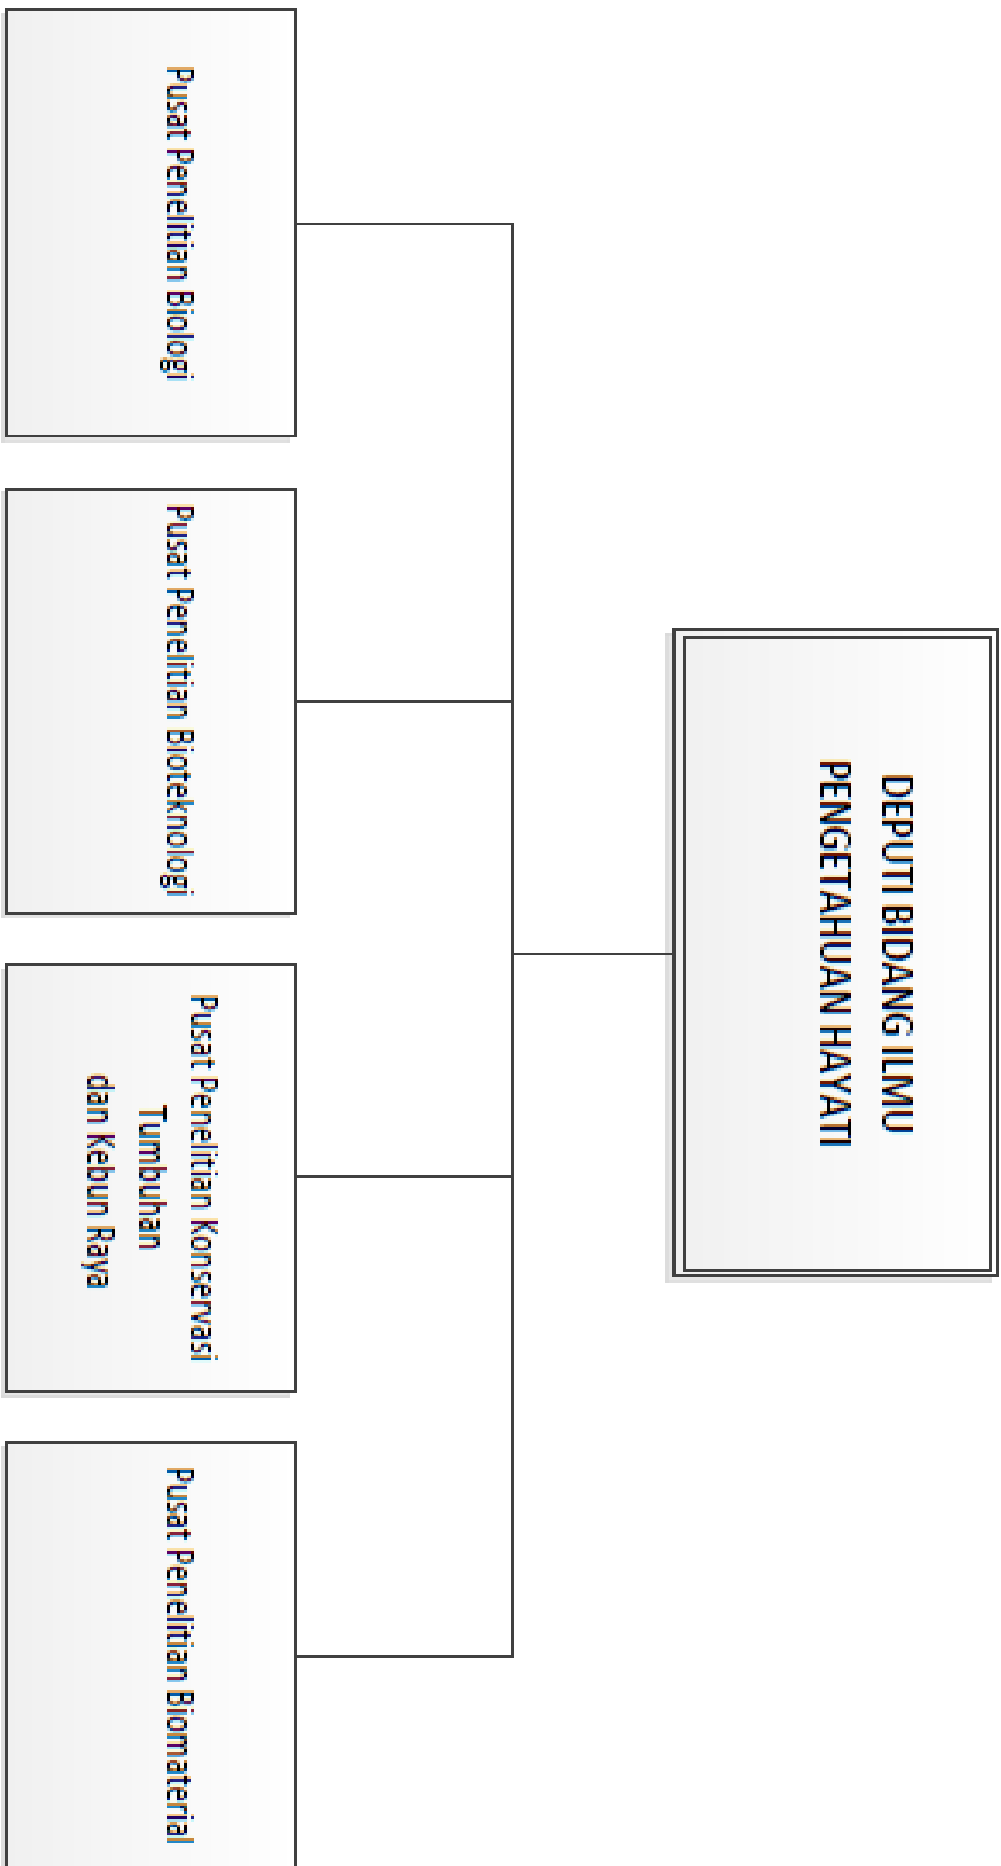 DEPUTI BIDANG ILMU
PENGETAHUAN HAYATI
Pusat Penelitian Biologi
Pusat Penelitian Bioteknologi
Pusat Penelitian Konservasi
Tumbuhan
dan Kebun Raya
Pusat Penelitian Biomaterial